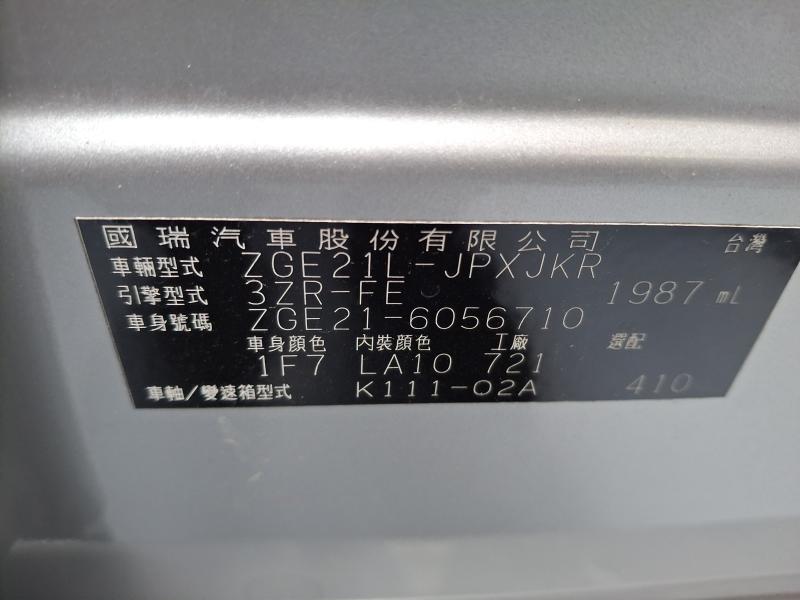 國瑞汽車股份有限公司 台灣
車輛型式 ZGE21L-JPXJKR
引擎型式 3ZR-FE 1987 mL
車身號碼 ZGE21-6056710
車身顏色 內裝顏色 工廠 選配
1F7 LA10 721
車軸/變速箱型式 K111-02A 410